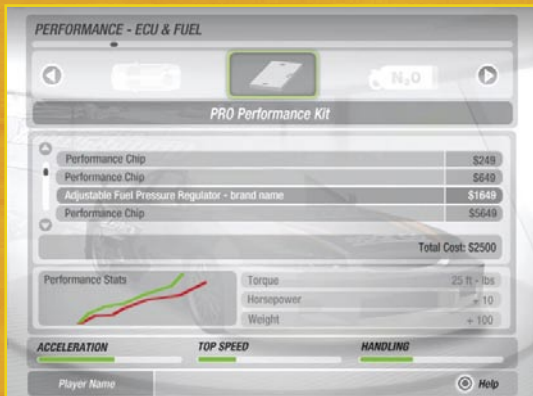 PERFORMANCE - ECU & FUEL
N₂O
PRO Performance Kit
Performance Chip $249
Performance Chip $649
Adjustable Fuel Pressure Regulator - brand name $1649
Performance Chip $5649
Total Cost: $2500
Performance Stats
Torque 25 ft - lbs
Horsepower + 10
Weight + 100
ACCELERATION TOP SPEED HANDLING
Player Name Help